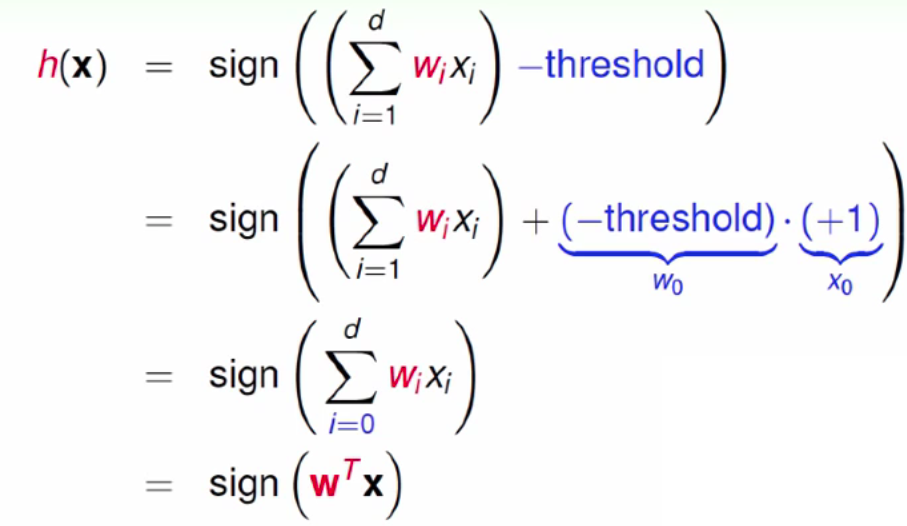 h(x) = sign ( ( ∑_{i=1}^{d} w_i x_i ) −threshold )
= sign ( ( ∑_{i=1}^{d} w_i x_i ) + (−threshold) · (+1) )
w_0 x_0
= sign ( ∑_{i=0}^{d} w_i x_i )
= sign ( w^T x )